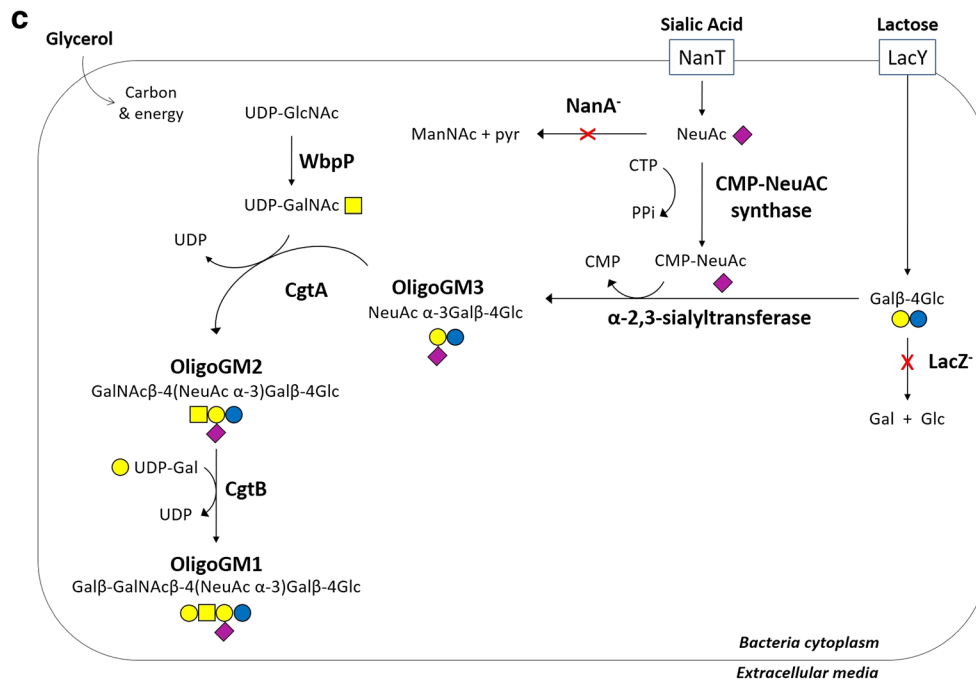 c
Glycerol
Carbon
& energy
Sialic Acid
NanT
Lactose
LacY
UDP-GlcNAc
WbpP
UDP-GalNAc
ManNAc + pyr
NanA-
NeuAc
CTP
PPi
CMP-NeuAC
synthase
UDP
CgtA
OligoGM3
NeuAc α-3Galβ-4Glc
CMP
CMP-NeuAc
α-2,3-sialyltransferase
Galβ-4Glc
LacZ-
Gal + Glc
OligoGM2
GalNAcβ-4(NeuAc α-3)Galβ-4Glc
UDP-Gal
CgtB
UDP
OligoGM1
Galβ-GalNAcβ-4(NeuAc α-3)Galβ-4Glc
Bacteria cytoplasm
Extracellular media